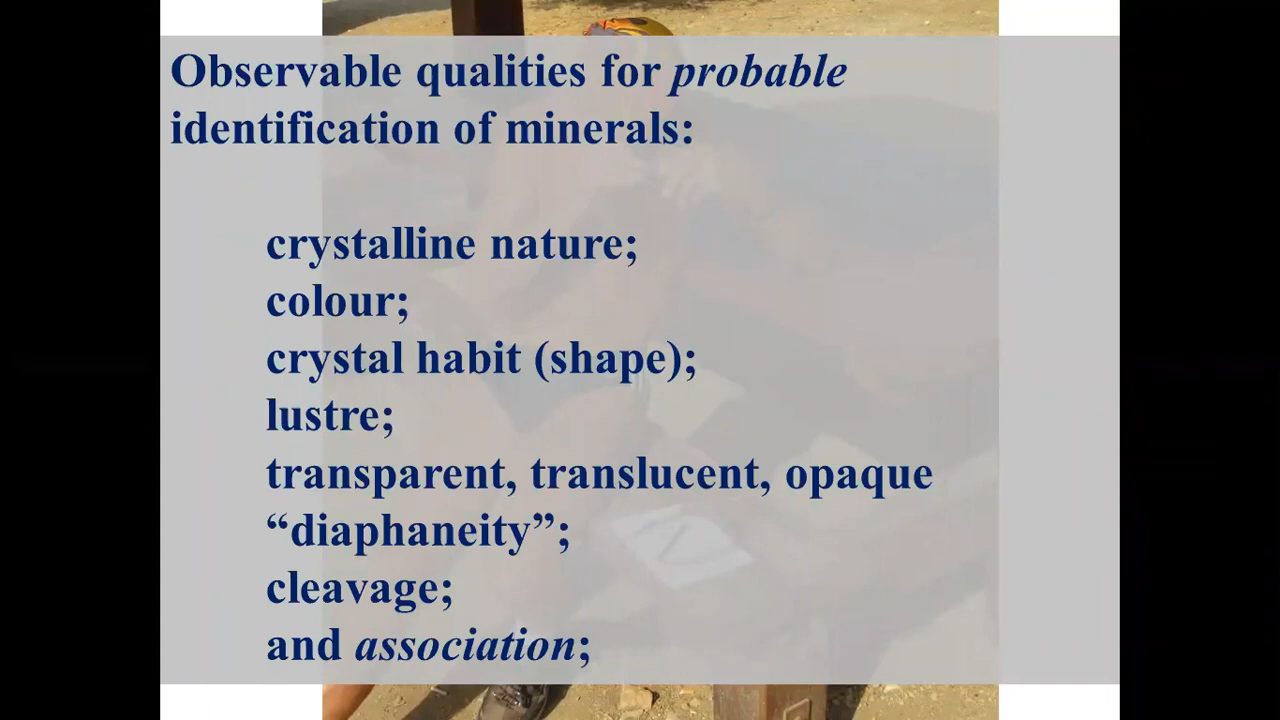 Observable qualities for probable
identification of minerals:
crystalline nature;
colour;
crystal habit (shape);
lustre;
transparent, translucent, opaque
“diaphaneity”;
cleavage;
and association;